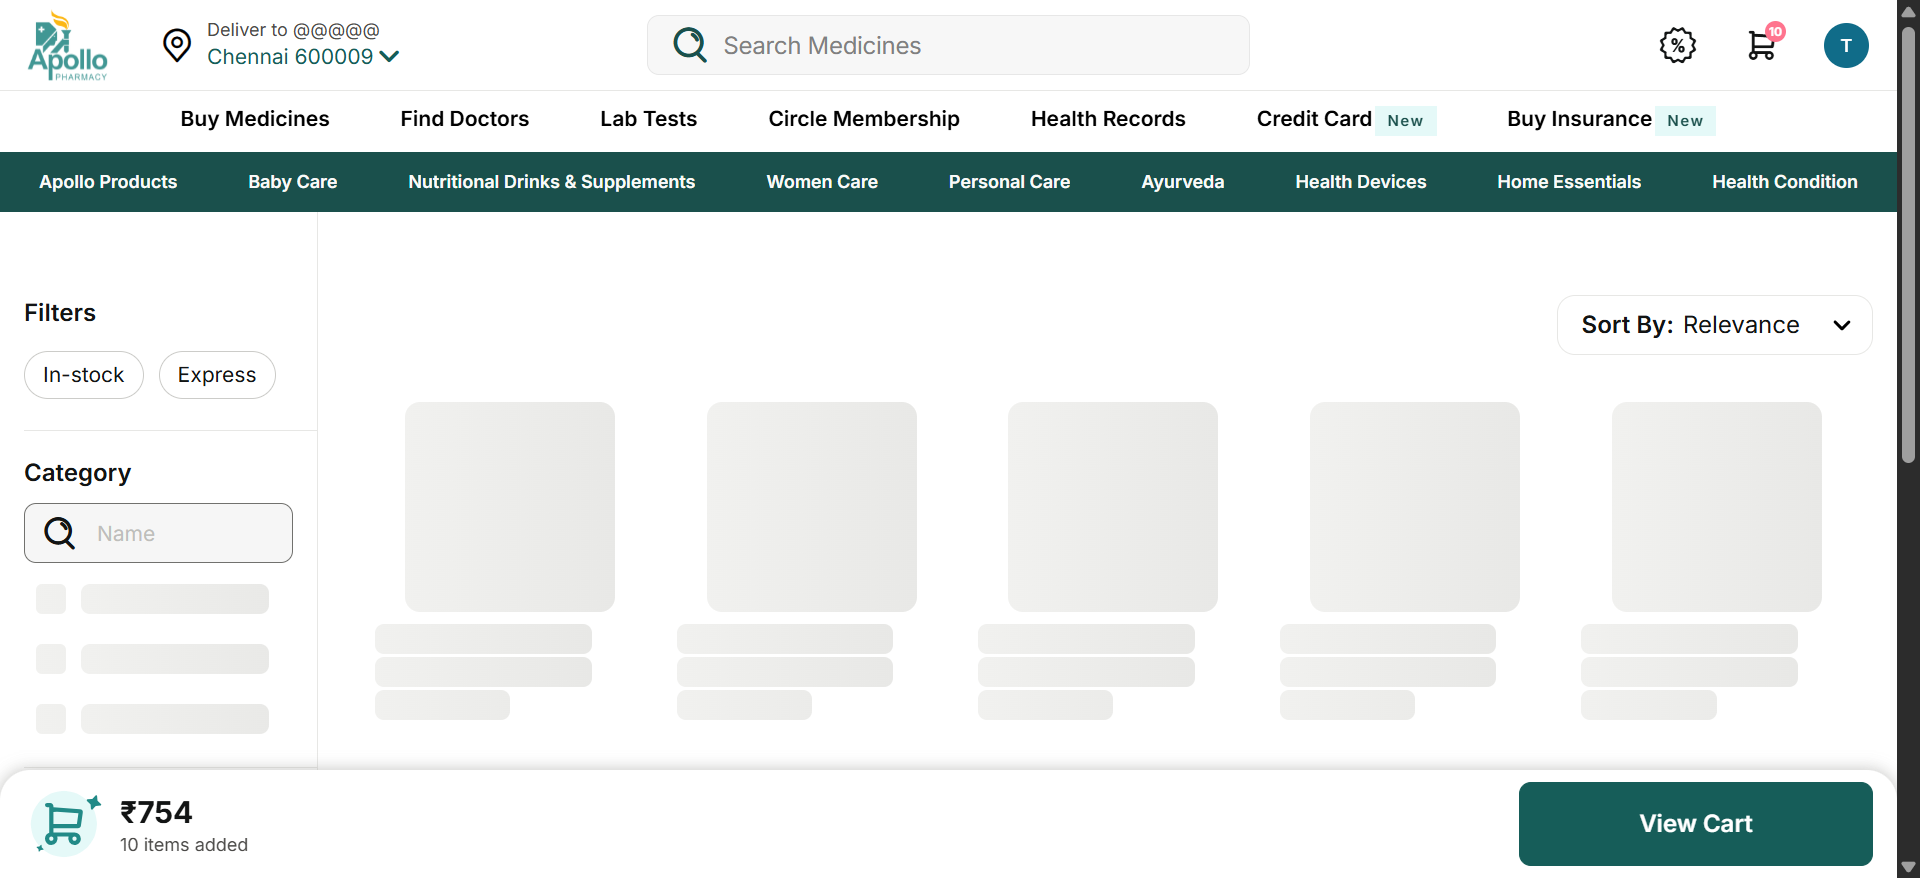 Apollo
PHARMACY
Deliver to @@@@@
Chennai 600009
Search Medicines
10
T
Buy Medicines
Find Doctors
Lab Tests
Circle Membership
Health Records
Credit Card New
Buy Insurance New
Apollo Products
Baby Care
Nutritional Drinks & Supplements
Women Care
Personal Care
Ayurveda
Health Devices
Home Essentials
Health Condition
Filters
In-stock
Express
Sort By: Relevance
Category
Name
₹754
10 items added
View Cart